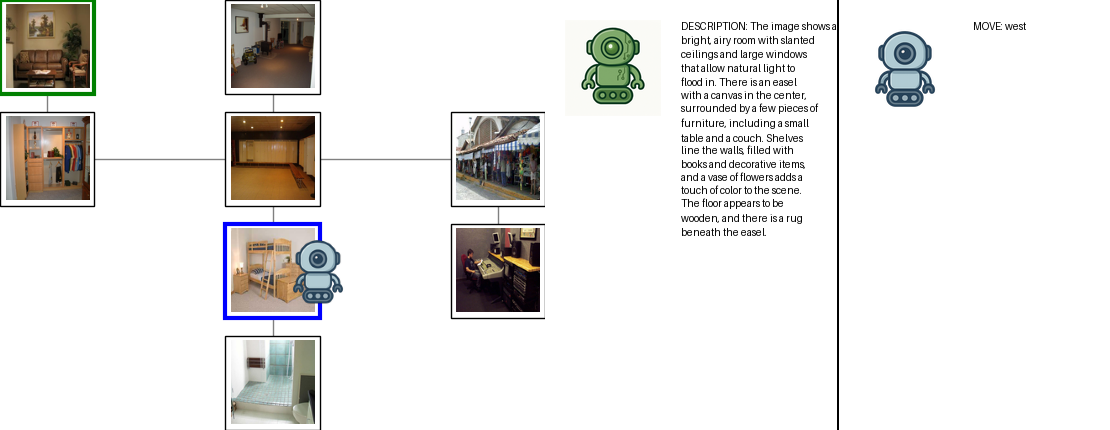 DESCRIPTION: The image shows a
bright, airy room with slanted
ceilings and large windows
that allow natural light to
flood in. There is an easel
with a canvas in the center,
surrounded by a few pieces of
furniture, including a small
table and a couch. Shelves
line the walls, filled with
books and decorative items,
and a vase of flowers adds a
touch of color to the scene.
The floor appears to be
wooden, and there is a rug
beneath the easel.
MOVE: west